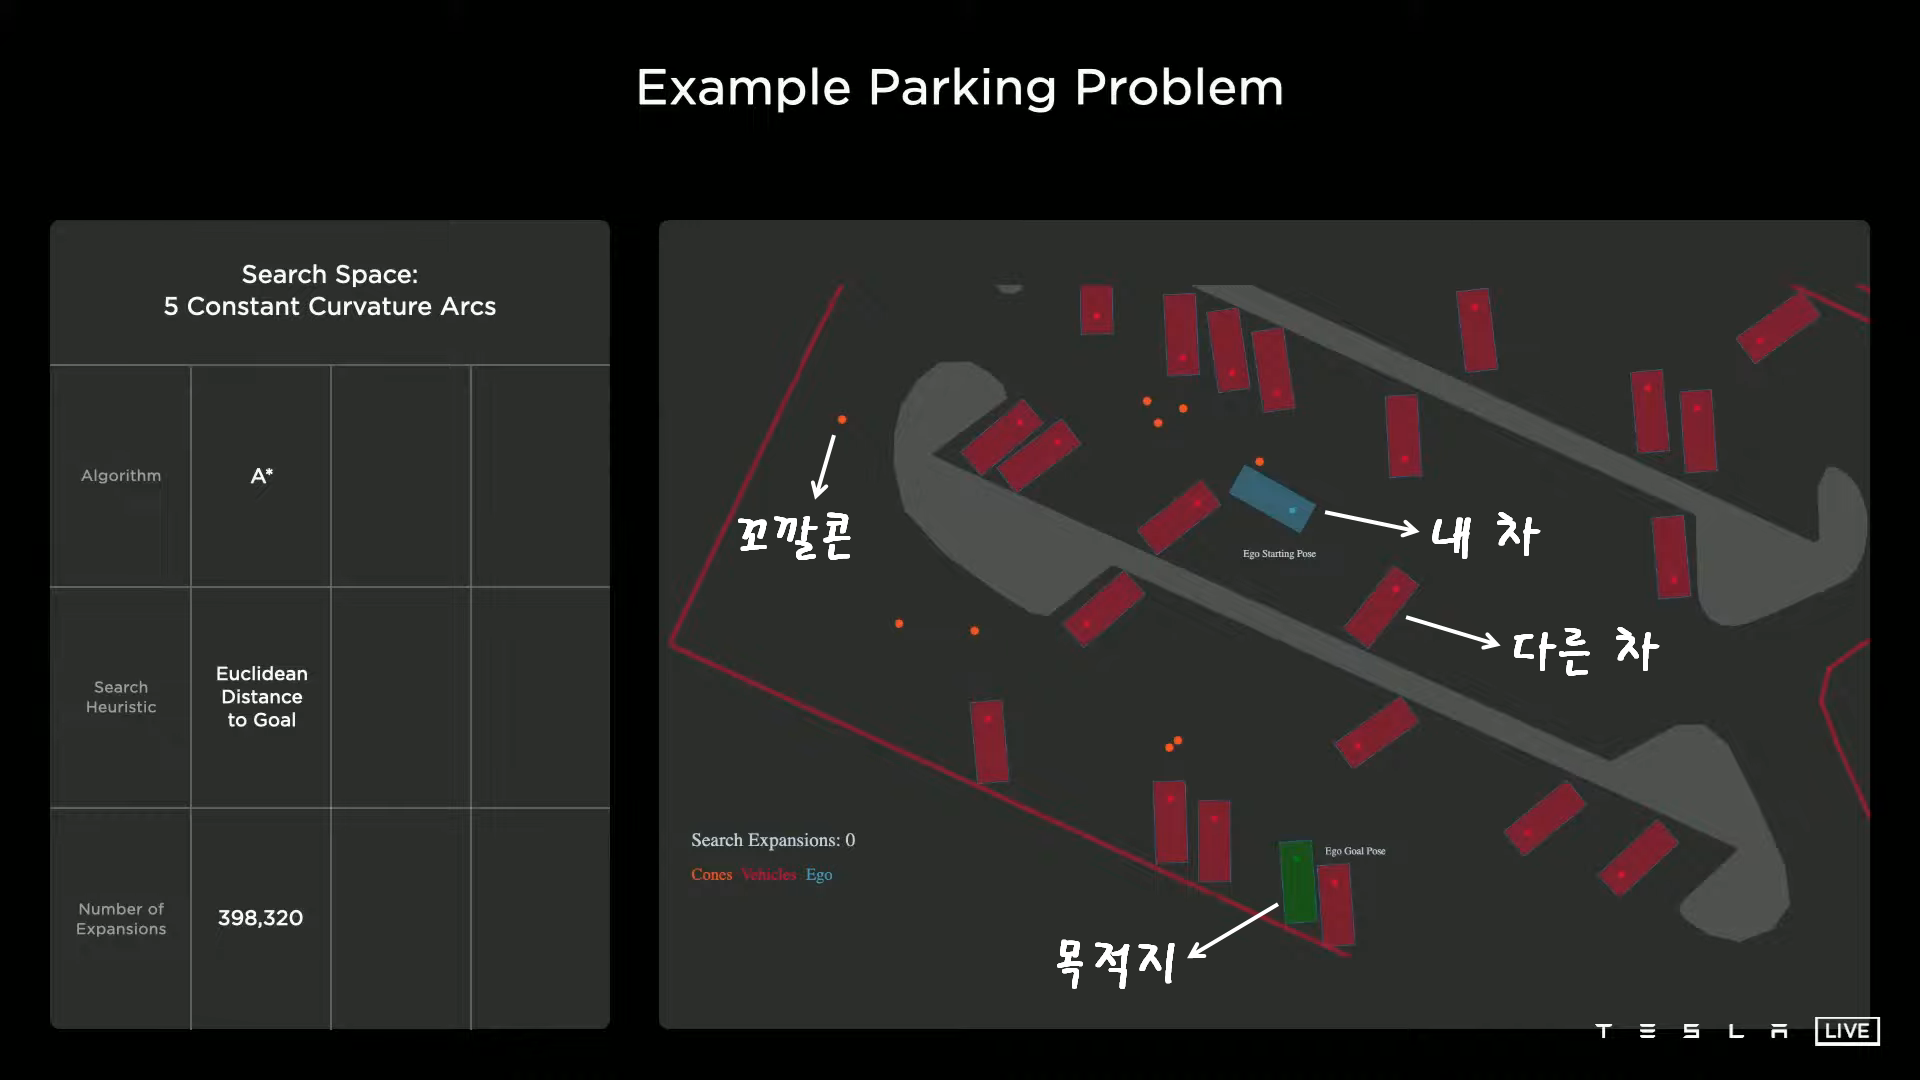 Example Parking Problem
Search Space:
5 Constant Curvature Arcs
Algorithm
A*
Search
Heuristic
Euclidean
Distance
to Goal
Number of
Expansions
398,320
꼬깔콘
내 차
Ego Starting Pose
다른 차
Search Expansions: 0
Cones Vehicles Ego
Ego Goal Pose
목적지
TESLA LIVE